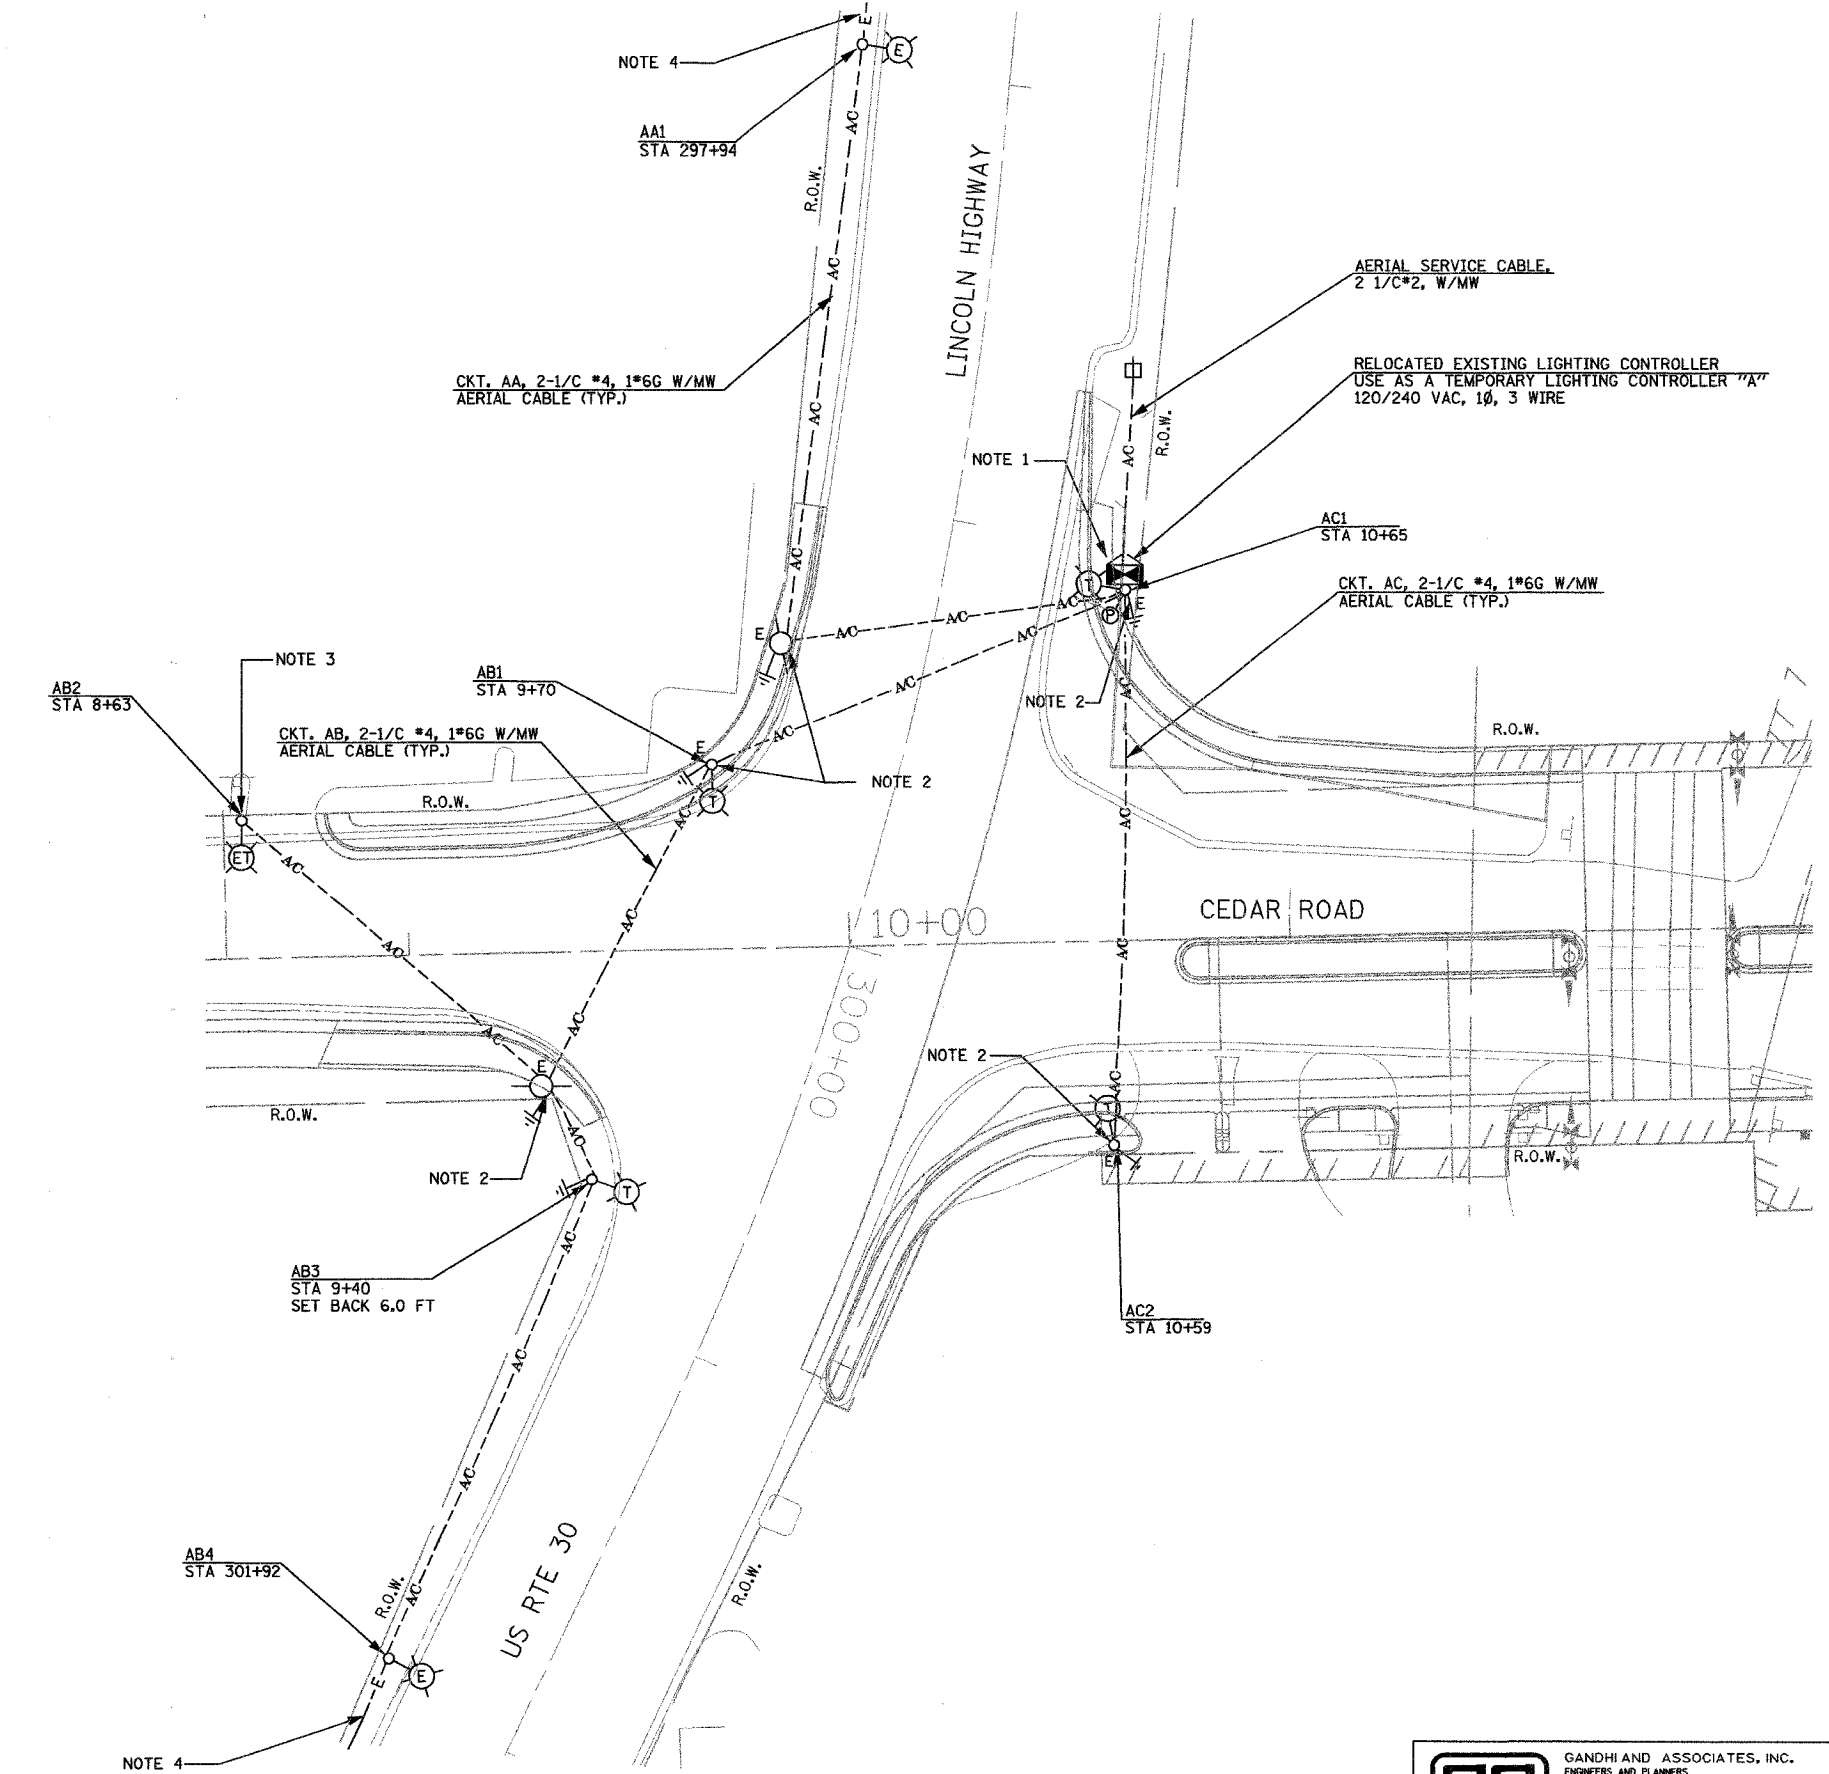 E
NOTE 4
E
AA1
STA 297+94
A/C
R.O.W.
LINCOLN HIGHWAY
A/C
AERIAL SERVICE CABLE,
2 1/C#2, W/MW
CKT. AA, 2-1/C #4, 1#6G W/MW
AERIAL CABLE (TYP.)
RELOCATED EXISTING LIGHTING CONTROLLER
USE AS A TEMPORARY LIGHTING CONTROLLER "A"
120/240 VAC, 1Ø, 3 WIRE
A/C
R.O.W.
A/C
NOTE 1
AC1
STA 10+65
A/C
T
CKT. AC, 2-1/C #4, 1#6G W/MW
AERIAL CABLE (TYP.)
E
A/C
A/C
A/C
P
E
A/C
NOTE 3
AB1
STA 9+70
A/C
NOTE 2
A/C
AB2
STA 8+63
CKT. AB, 2-1/C #4, 1#6G W/MW
AERIAL CABLE (TYP.)
E
A/C
R.O.W.
NOTE 2
R.O.W.
T
A/C
A/C
ET
A/C
CEDAR ROAD
10+00
A/C
A/C
A/C
300+00
A/C
A/C
NOTE 2
E
A/C
R.O.W.
T
A/C
E
R.O.W.
NOTE 2
T
A/C
AB3
STA 9+40
SET BACK 6.0 FT
AC2
STA 10+59
A/C
A/C
US RTE 30
AB4
STA 301+92
R.O.W.
A/C
R.O.W.
E
E
NOTE 4
GANDHI AND ASSOCIATES, INC.
ENGINEERS AND PLANNERS